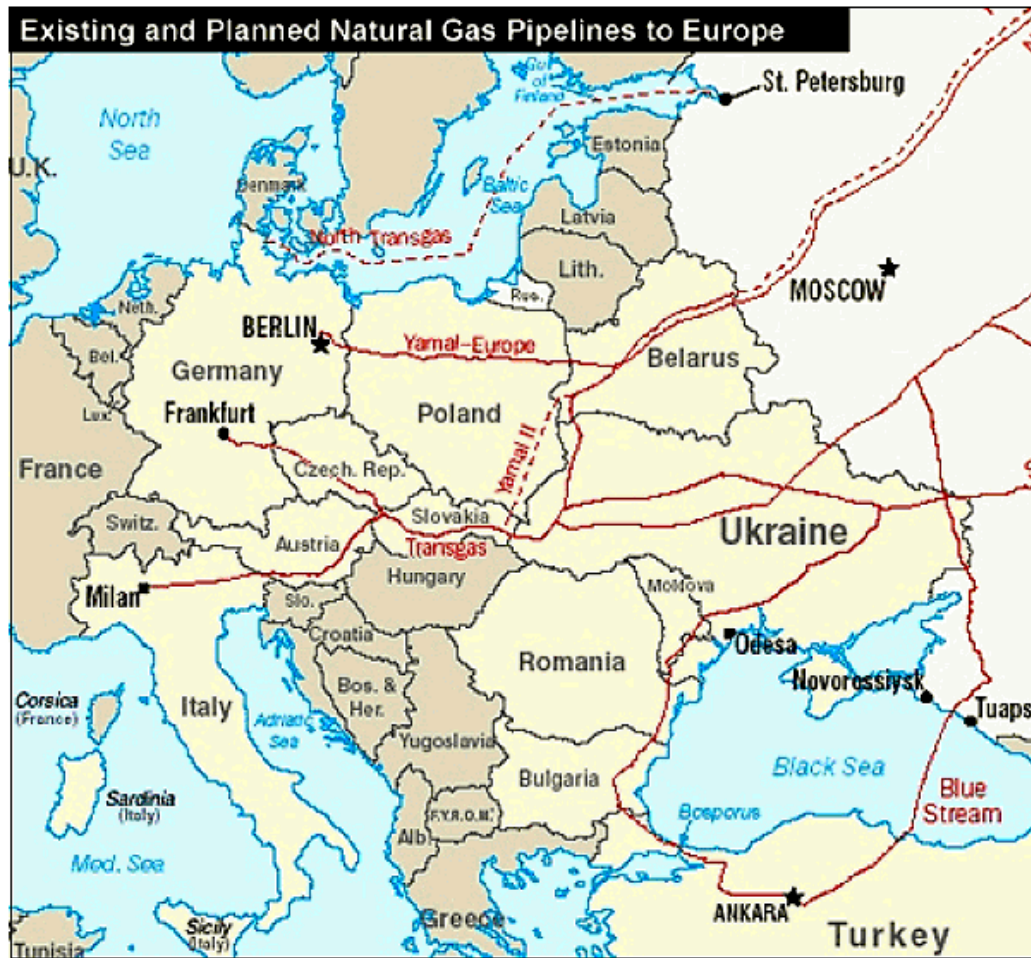 Existing and Planned Natural Gas Pipelines to Europe
Gulf
of
Finland
St. Petersburg
North
Sea
Estonia
U.K.
Denmark
Baltic
Sea
Latvia
North Transgas
Lith.
MOSCOW
Rus.
Neth.
BERLIN
Yamal-Europe
Belarus
Bel.
Germany
Poland
Lux.
Frankfurt
Yamal II
France
Czech. Rep.
Slovakia
Ukraine
Switz.
Austria
Transgas
Hungary
Moldova
Milan
Slo.
Croatia
Odesa
Romania
Bos. &
Her.
Novorossiysk
Corsica
(France)
Italy
Adriatic
Sea
Tuaps
Yugoslavia
Black Sea
Bulgaria
Blue
Stream
Sardinia
(Italy)
F.Y.R.O.M.
Bosporus
Alb.
Med. Sea
ANKARA
Greece
Sicily
(Italy)
Turkey
Tunisia